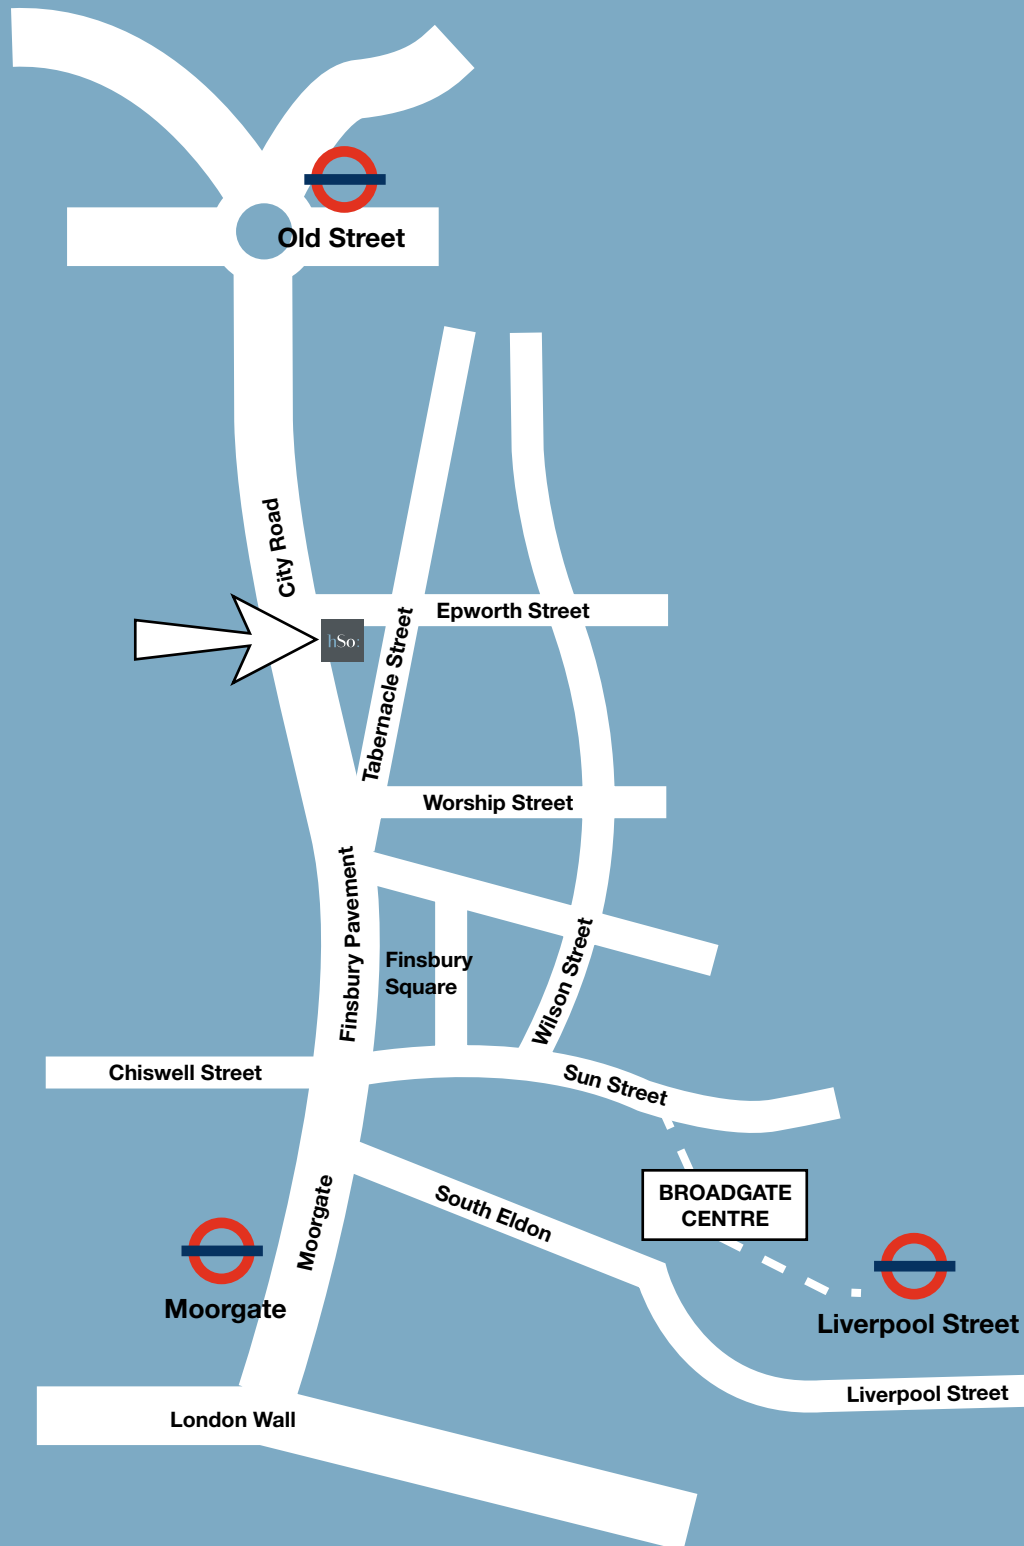 Old Street
City Road
Epworth Street
hSo:
Tabernacle Street
Worship Street
Finsbury Pavement
Finsbury
Square
Wilson Street
Chiswell Street
Sun Street
BROADGATE
CENTRE
South Eldon
Moorgate
Moorgate
Liverpool Street
Liverpool Street
London Wall